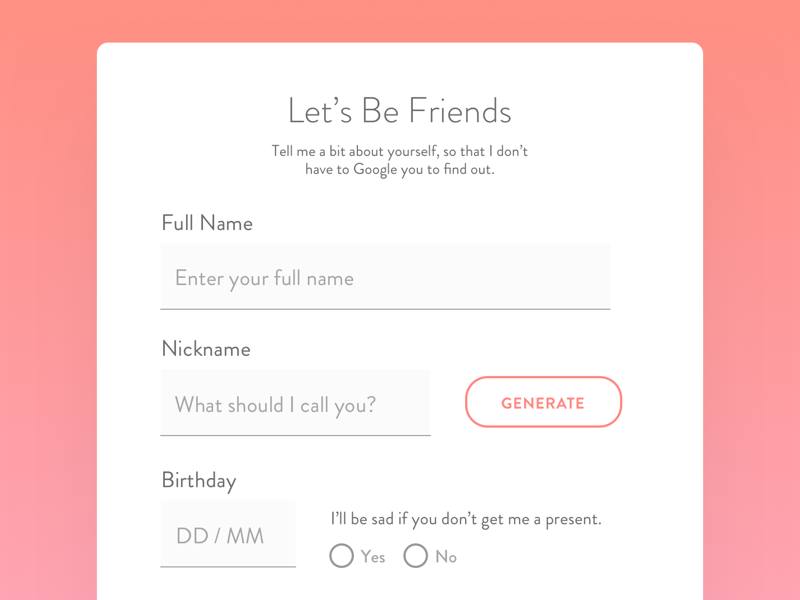 Let's Be Friends
Tell me a bit about yourself, so that I don't
have to Google you to find out.
Full Name
Enter your full name
Nickname
What should I call you?
GENERATE
Birthday
DD / MM
I'll be sad if you don't get me a present.
Yes
No